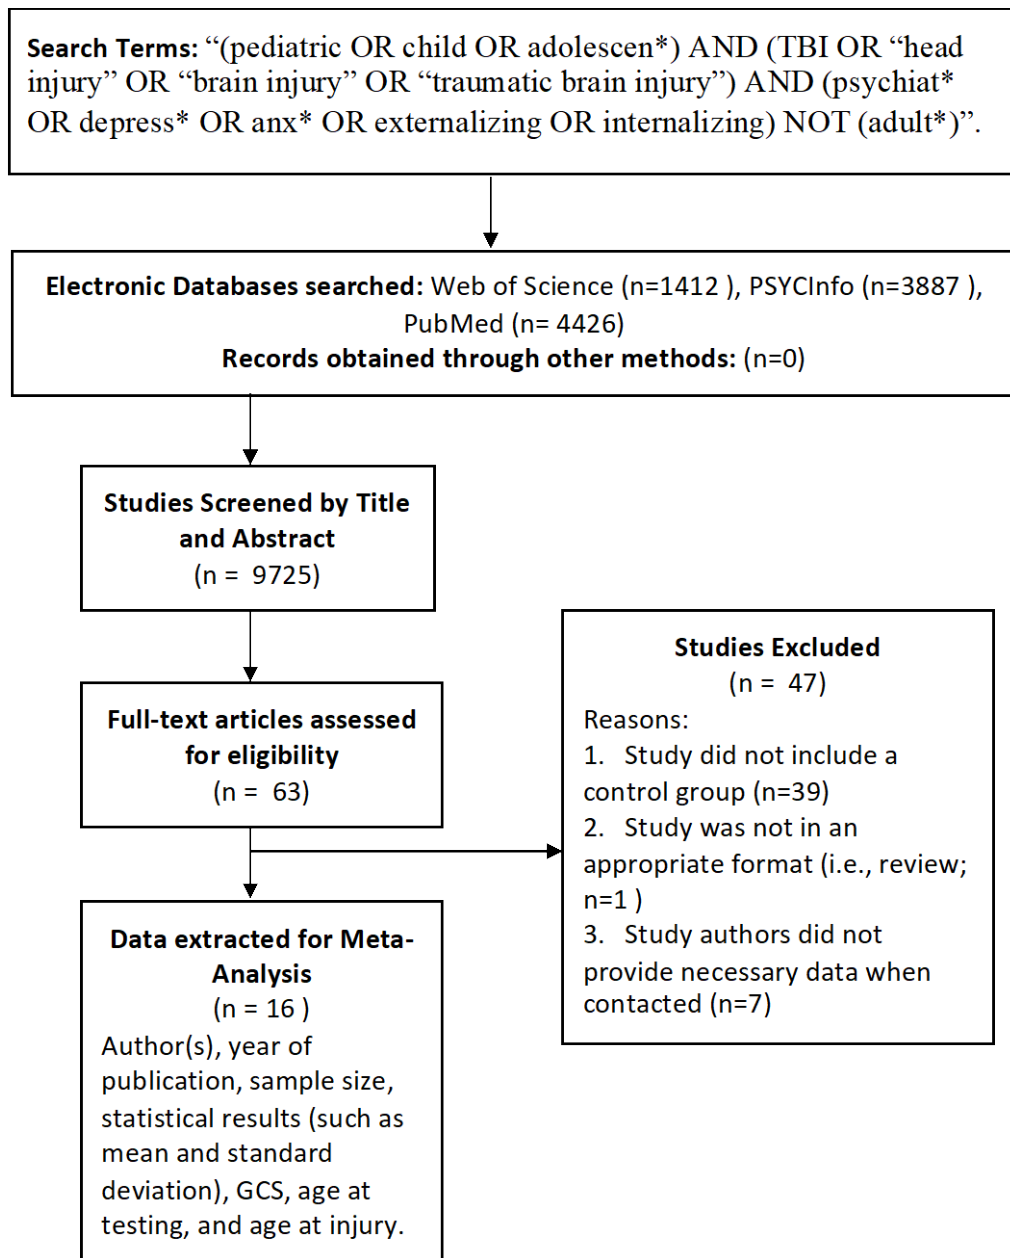 Search Terms: “(pediatric OR child OR adolescen*) AND (TBI OR “head
injury” OR “brain injury” OR “traumatic brain injury”) AND (psychiat*
OR depress* OR anx* OR externalizing OR internalizing) NOT (adult*)”.
Electronic Databases searched: Web of Science (n=1412 ), PSYCInfo (n=3887 ),
PubMed (n= 4426)
Records obtained through other methods: (n=0)
Studies Screened by Title
and Abstract
(n =  9725)
Full-text articles assessed
for eligibility
(n =  63)
Studies Excluded
(n =  47)
Reasons:
1.   Study did not include a
control group (n=39)
2.   Study was not in an
appropriate format (i.e., review;
n=1 )
3.   Study authors did not
provide necessary data when
contacted (n=7)
Data extracted for Meta-
Analysis
(n = 16 )
Author(s), year of
publication, sample size,
statistical results (such as
mean and standard
deviation), GCS, age at
testing, and age at injury.